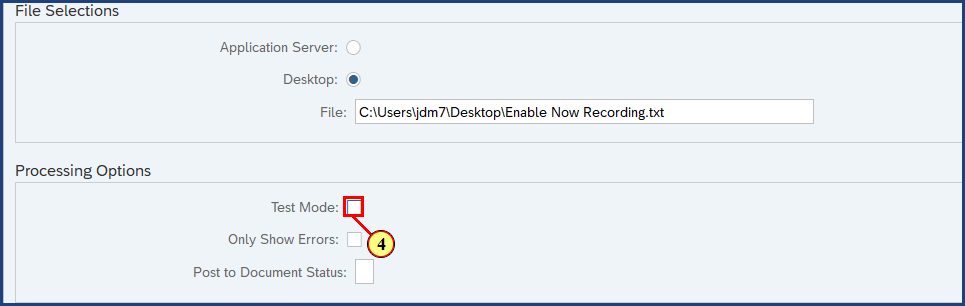 File Selections
Application Server:
Desktop:
File: C:\Users\jdm7\Desktop\Enable Now Recording.txt
Processing Options
Test Mode:
Only Show Errors: 4
Post to Document Status: